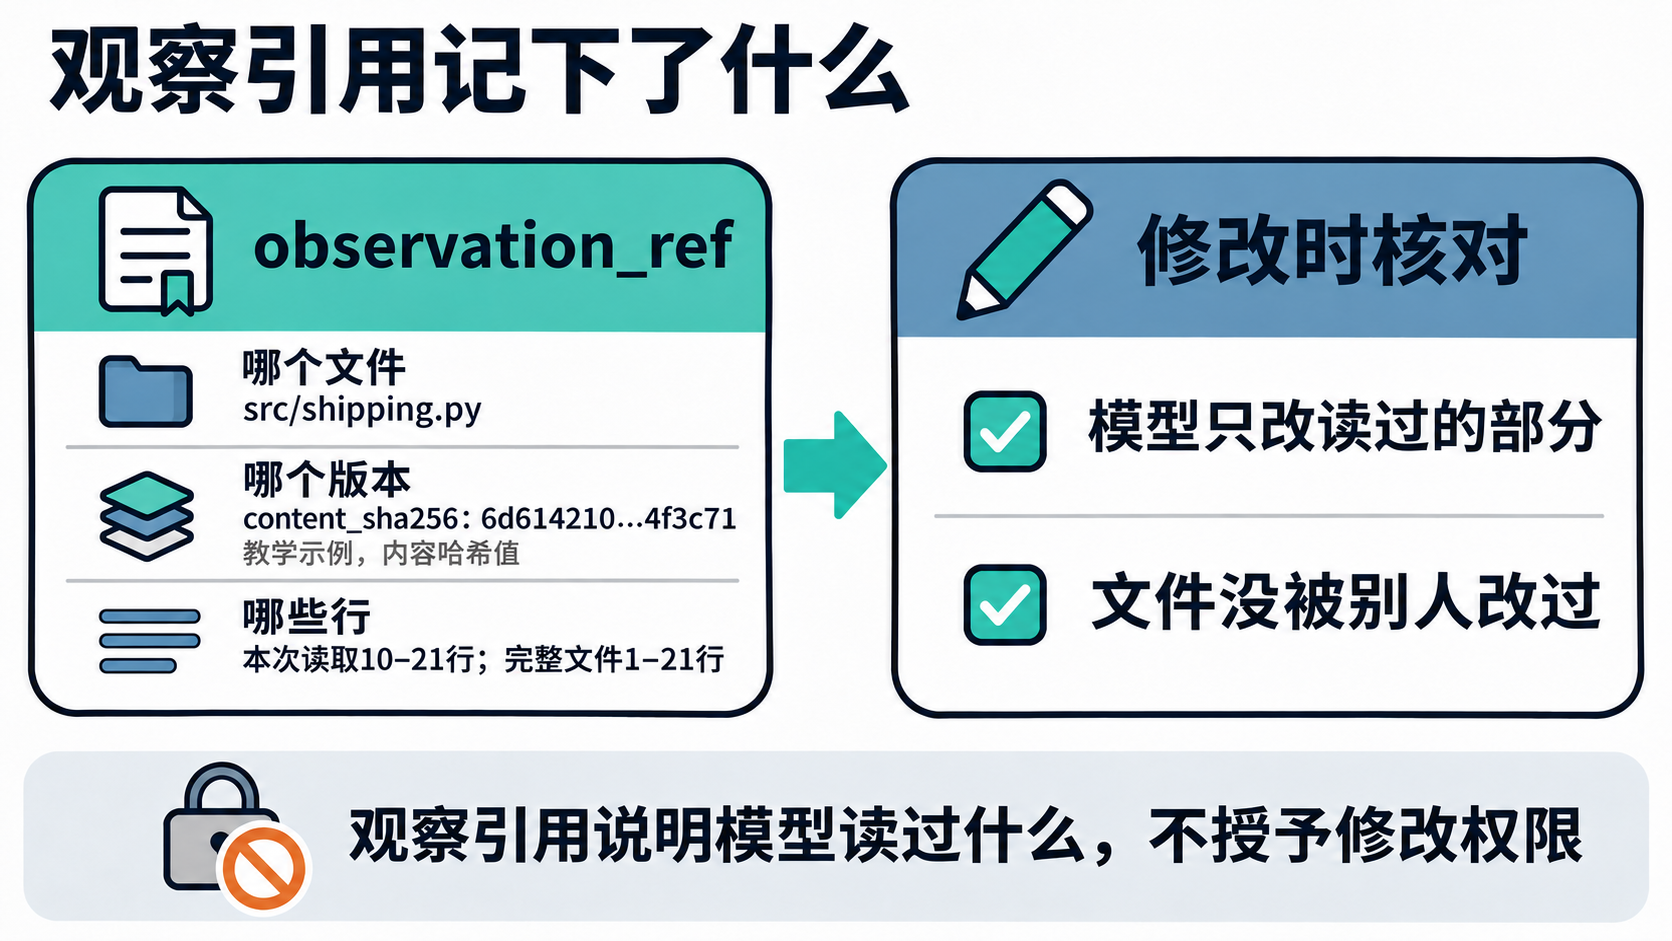 观察引用记下了什么
observation_ref
哪个文件
src/shipping.py
哪个版本
content_sha256：6d614210...4f3c71
教学示例，内容哈希值
哪些行
本次读取10–21行；完整文件1–21行
修改时核对
模型只改读过的部分
文件没被别人改过
观察引用说明模型读过什么，不授予修改权限